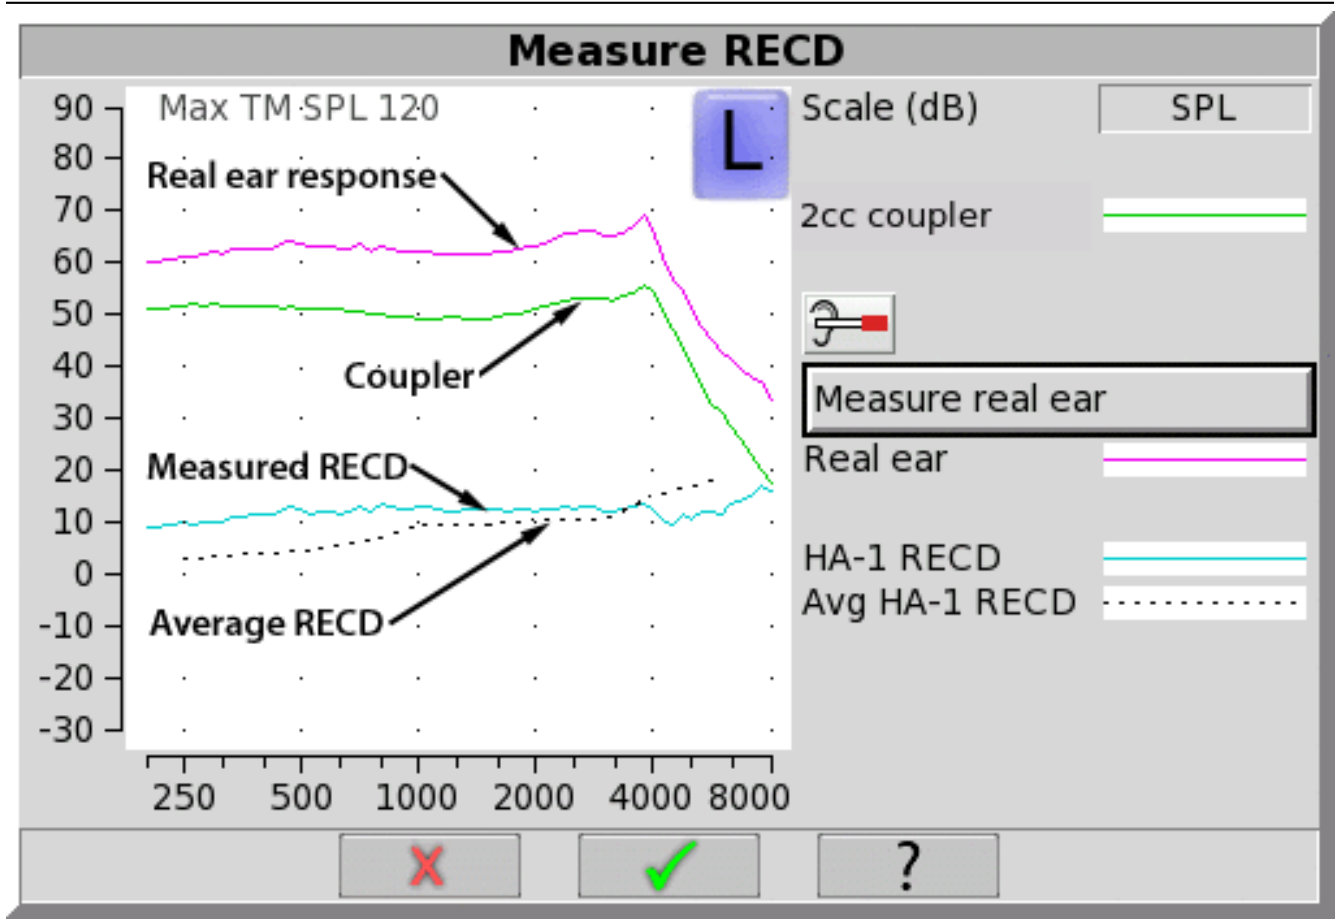 Measure RECD
90
Max TM SPL 120
L
Scale (dB)
SPL
80
Real ear response
70
2cc coupler
60
50
40
Coupler
Measure real ear
30
20
Measured RECD
Real ear
10
0
HA-1 RECD
Avg HA-1 RECD
-10
Average RECD
-20
-30
250 500 1000 2000 4000 8000
X
?